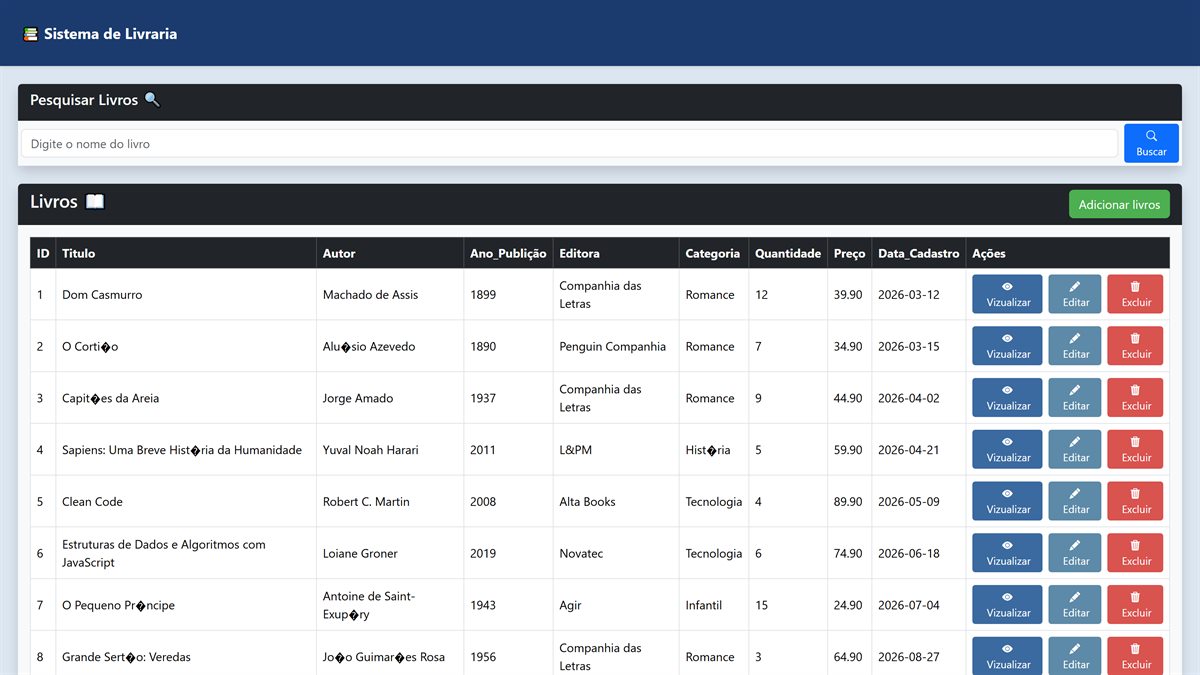 Sistema de Livraria
Pesquisar Livros
Digite o nome do livro
Buscar
Livros
Adicionar livros
ID Titulo Autor Ano_Publição Editora Categoria Quantidade Preço Data_Cadastro Ações
1 Dom Casmurro Machado de Assis 1899 Companhia das Letras Romance 12 39.90 2026-03-12 Vizualizar Editar Excluir
2 O Corti�o Alu�sio Azevedo 1890 Penguin Companhia Romance 7 34.90 2026-03-15 Vizualizar Editar Excluir
3 Capit�es da Areia Jorge Amado 1937 Companhia das Letras Romance 9 44.90 2026-04-02 Vizualizar Editar Excluir
4 Sapiens: Uma Breve Hist�ria da Humanidade Yuval Noah Harari 2011 L&PM Hist�ria 5 59.90 2026-04-21 Vizualizar Editar Excluir
5 Clean Code Robert C. Martin 2008 Alta Books Tecnologia 4 89.90 2026-05-09 Vizualizar Editar Excluir
6 Estruturas de Dados e Algoritmos com JavaScript Loiane Groner 2019 Novatec Tecnologia 6 74.90 2026-06-18 Vizualizar Editar Excluir
7 O Pequeno Pr�ncipe Antoine de Saint-Exup�ry 1943 Agir Infantil 15 24.90 2026-07-04 Vizualizar Editar Excluir
8 Grande Sert�o: Veredas Jo�o Guimar�es Rosa 1956 Companhia das Letras Romance 3 64.90 2026-08-27 Vizualizar Editar Excluir